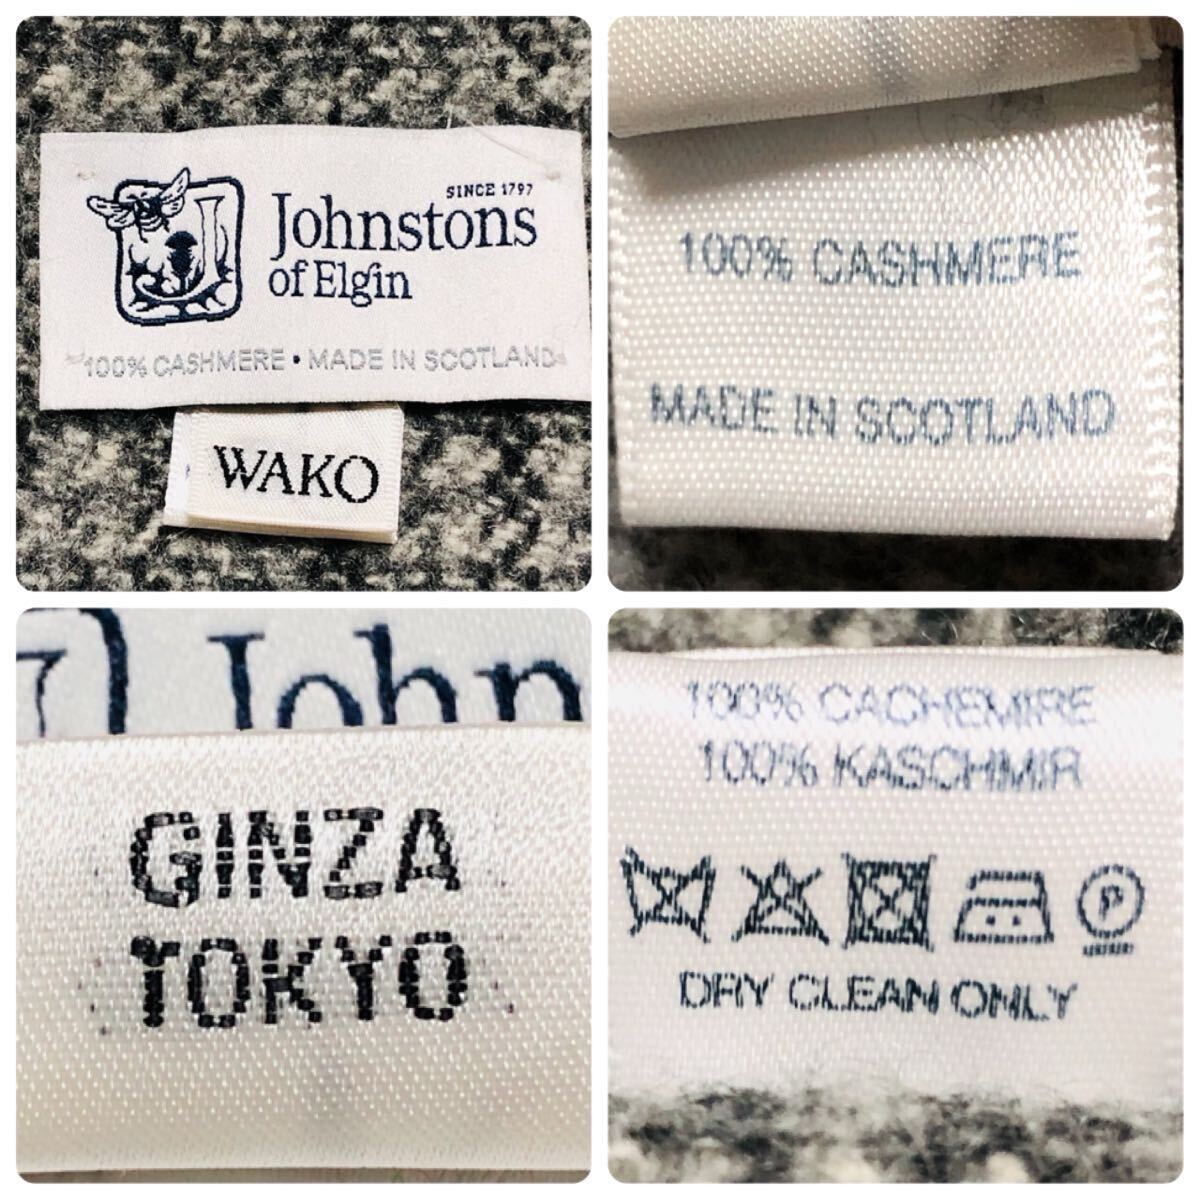 SINCE 1797
Johnstons
of Elgin
100% CASHMERE • MADE IN SCOTLAND
WAKO
100% CASHMERE
MADE IN SCOTLAND
John
GINZA
TOKYO
100% CACHEMIRE
100% KASCHMIR
P
DRY CLEAN ONLY